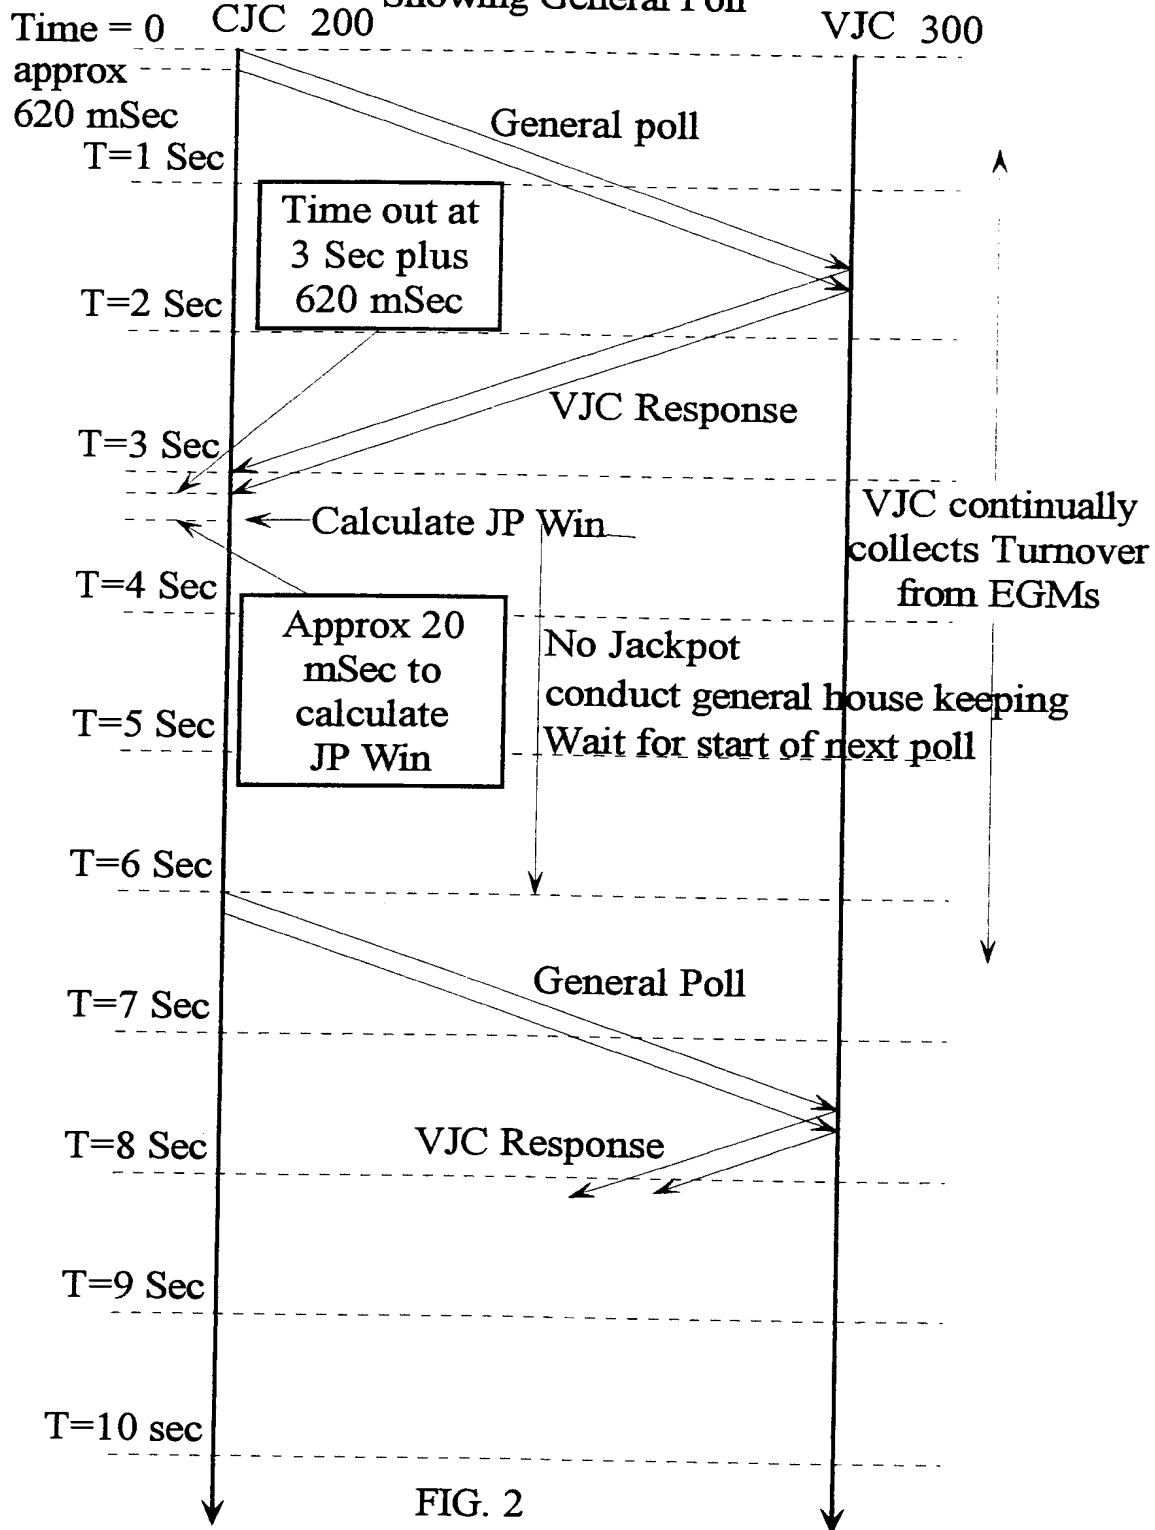 Showing General Poll
Time = 0 CJC 200 VJC 300
approx
620 mSec
General poll
T=1 Sec
Time out at
3 Sec plus
620 mSec
T=2 Sec
VJC Response
T=3 Sec
VJC continually
collects Turnover
from EGMs
Calculate JP Win
T=4 Sec
Approx 20
mSec to
calculate
JP Win
No Jackpot
conduct general house keeping
Wait for start of next poll
T=5 Sec
T=6 Sec
General Poll
T=7 Sec
VJC Response
T=8 Sec
T=9 Sec
T=10 sec
FIG. 2